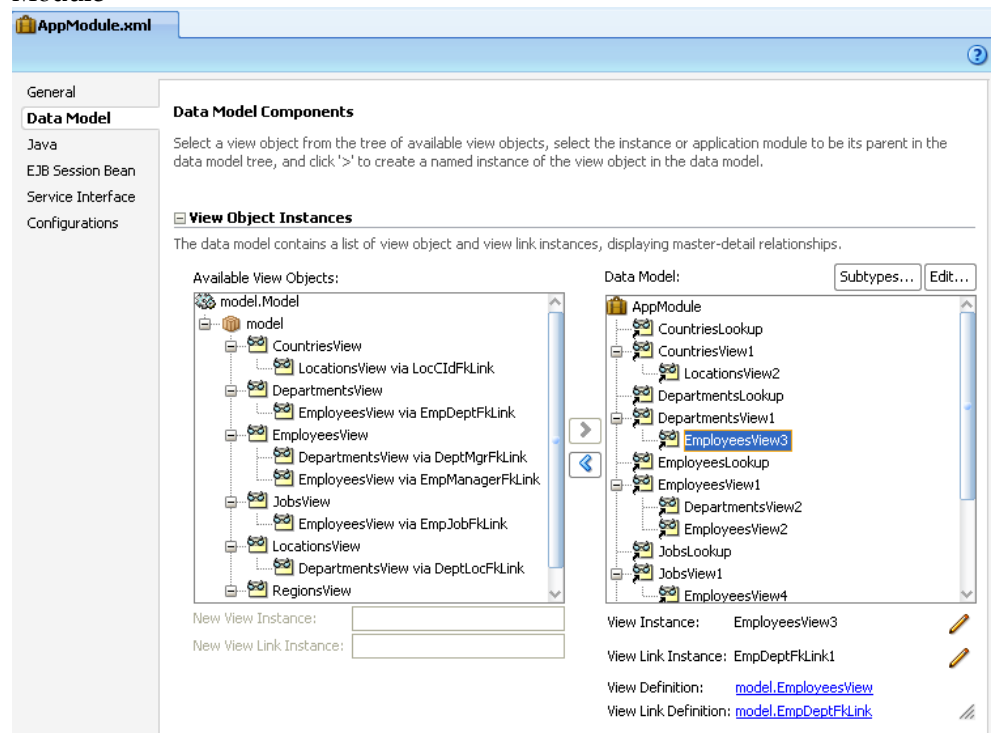 AppModule.xml
General
Data Model
Java
EJB Session Bean
Service Interface
Configurations
Data Model Components
Select a view object from the tree of available view objects, select the instance or application module to be its parent in the
data model tree, and click '>' to create a named instance of the view object in the data model.
View Object Instances
The data model contains a list of view object and view link instances, displaying master-detail relationships.
Available View Objects:
model.Model
model
CountriesView
LocationsView via LocCIdFkLink
DepartmentsView
EmployeesView via EmpDeptFkLink
EmployeesView
DepartmentsView via DeptMgrFkLink
EmployeesView via EmpManagerFkLink
JobsView
EmployeesView via EmpJobFkLink
LocationsView
DepartmentsView via DeptLocFkLink
RegionsView
New View Instance:
New View Link Instance:
Data Model:
Subtypes... Edit...
AppModule
CountriesLookup
CountriesView1
LocationsView2
DepartmentsLookup
DepartmentsView1
EmployeesView3
EmployeesLookup
EmployeesView1
DepartmentsView2
EmployeesView2
JobsLookup
JobsView1
EmployeesView4
View Instance: EmployeesView3
View Link Instance: EmpDeptFkLink1
View Definition: model.EmployeesView
View Link Definition: model.EmpDeptFkLink